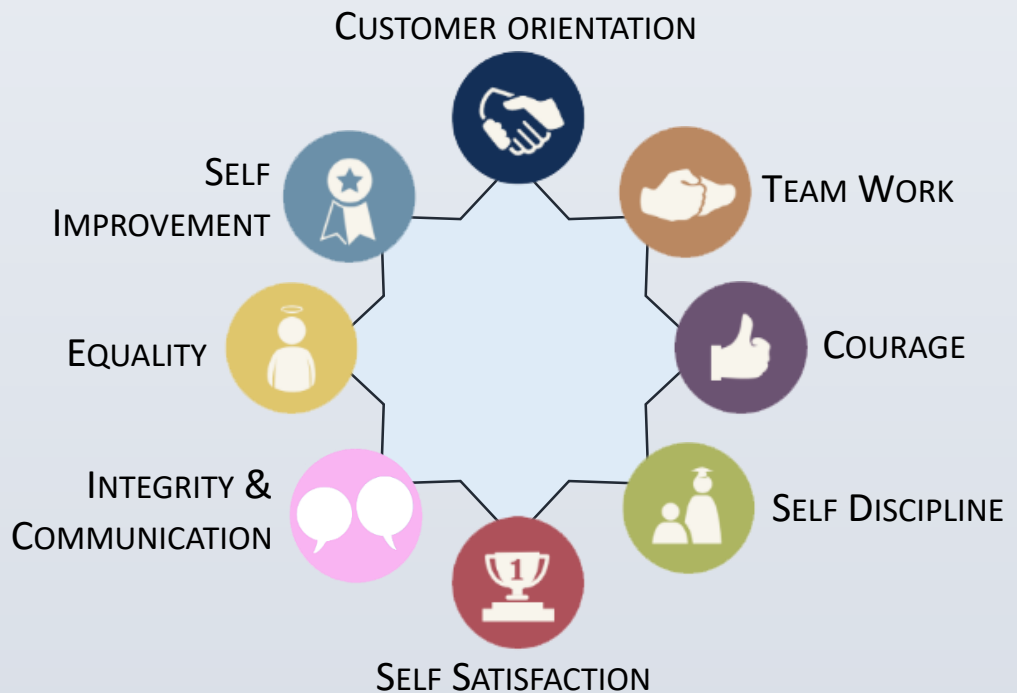 CUSTOMER ORIENTATION
TEAM WORK
COURAGE
SELF DISCIPLINE
SELF SATISFACTION
1
INTEGRITY &
COMMUNICATION
EQUALITY
SELF
IMPROVEMENT